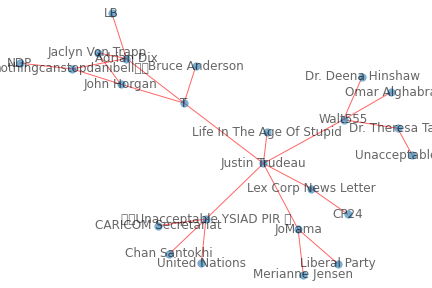 LB
Jaclyn Von Trapp
Adrian Dix
NDP
nothingcanstopdanibell
Bruce Anderson
John Horgan
T
Dr. Deena Hinshaw
Omar Alghabra
Walt555
Dr. Theresa Ta
Life In The Age Of Stupid
Unacceptable
Justin Trudeau
Lex Corp News Letter
CP24
Unacceptable YSIAD PIR
CARICOM Secretariat
JoMama
Chan Santokhi
United Nations
Liberal Party
Merianne Jensen